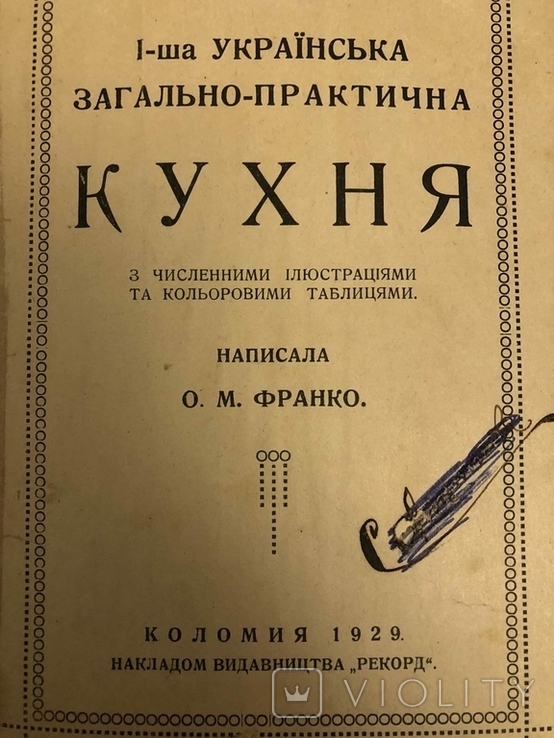 І-ша УКРАЇНСЬКА
ЗАГАЛЬНО-ПРАКТИЧНА
КУХНЯ
З ЧИСЛЕННИМИ ІЛЮСТРАЦІЯМИ
ТА КОЛЬОРОВИМИ ТАБЛИЦЯМИ.
НАПИСАЛА
О. М. ФРАНКО.
КОЛОМИЯ 1929.
НАКЛАДОМ ВИДАВНИЦТВА „РЕКОРД“.
VIOLITY